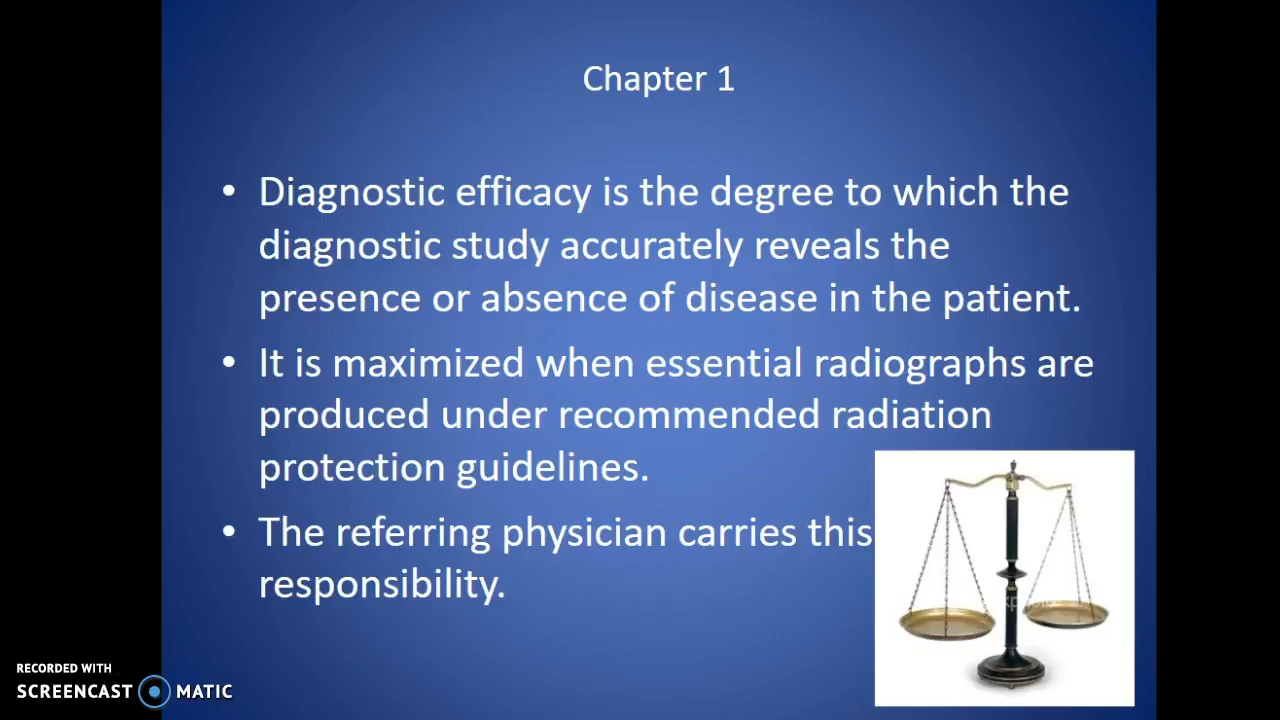 Chapter 1
• Diagnostic efficacy is the degree to which the
diagnostic study accurately reveals the
presence or absence of disease in the patient.
• It is maximized when essential radiographs are
produced under recommended radiation
protection guidelines.
• The referring physician carries this
responsibility.
RECORDED WITH
SCREENCAST MATIC